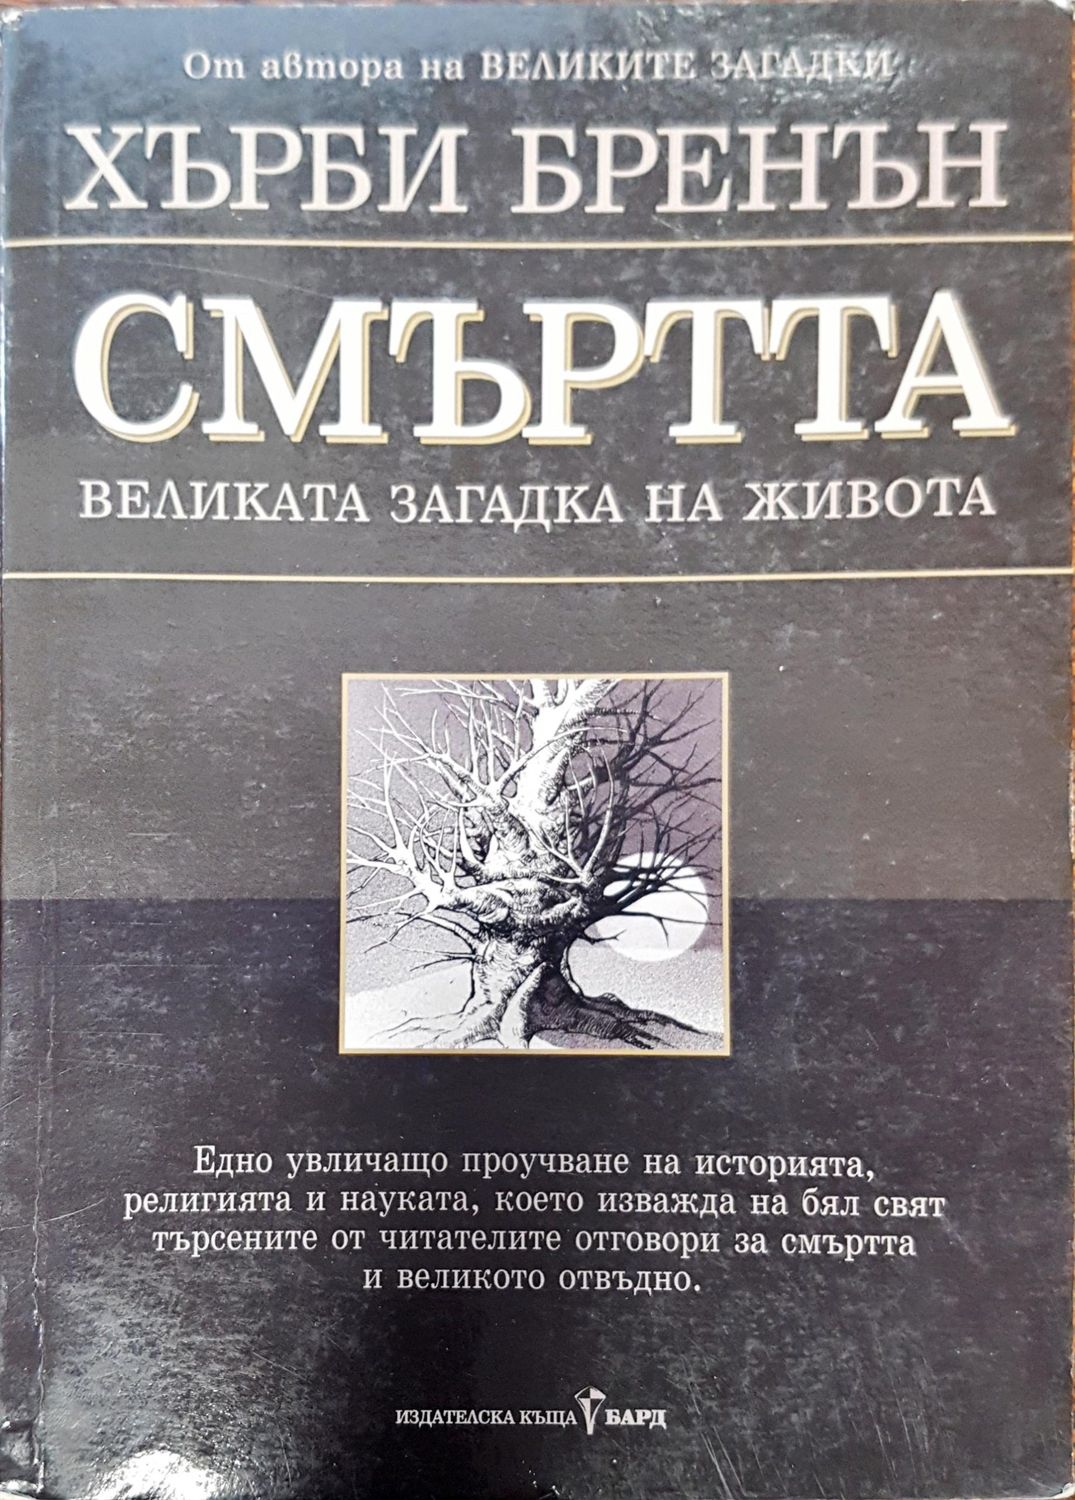 От автора на ВЕЛИКИТЕ ЗАГАДКИ
ХЪРБИ БРЕНЪН
СМЪРТТА
ВЕЛИКАТА ЗАГАДКА НА ЖИВОТА
Едно увличащо проучване на историята,
религията и науката, което изважда на бял свят
търсените от читателите отговори за смъртта
и великото отвъдно.
ИЗДАТЕЛСКА КЪЩА БАРД